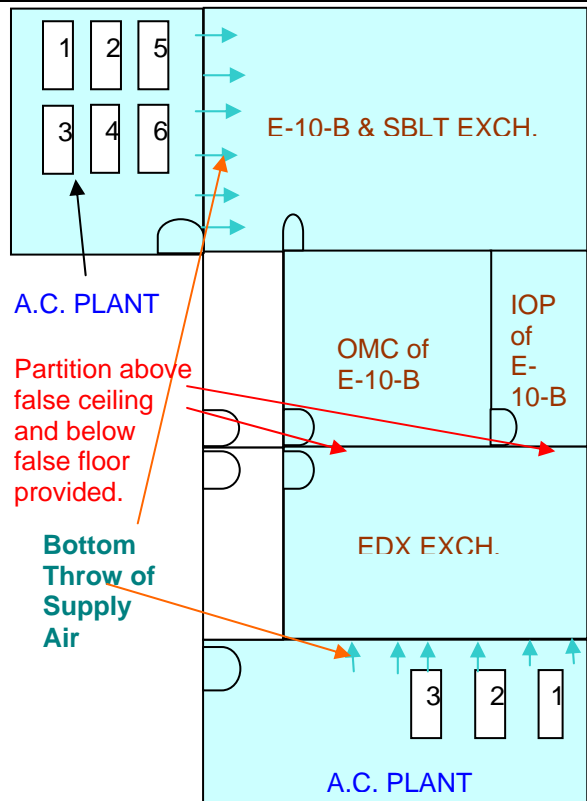 1 2 5
3 4 6
E-10-B & SBLT EXCH.
A.C. PLANT
Partition above
false ceiling
and below
false floor
provided.
OMC of
E-10-B
IOP
of
E-
10-B
Bottom
Throw of
Supply
Air
EDX EXCH.
3 2 1
A.C. PLANT